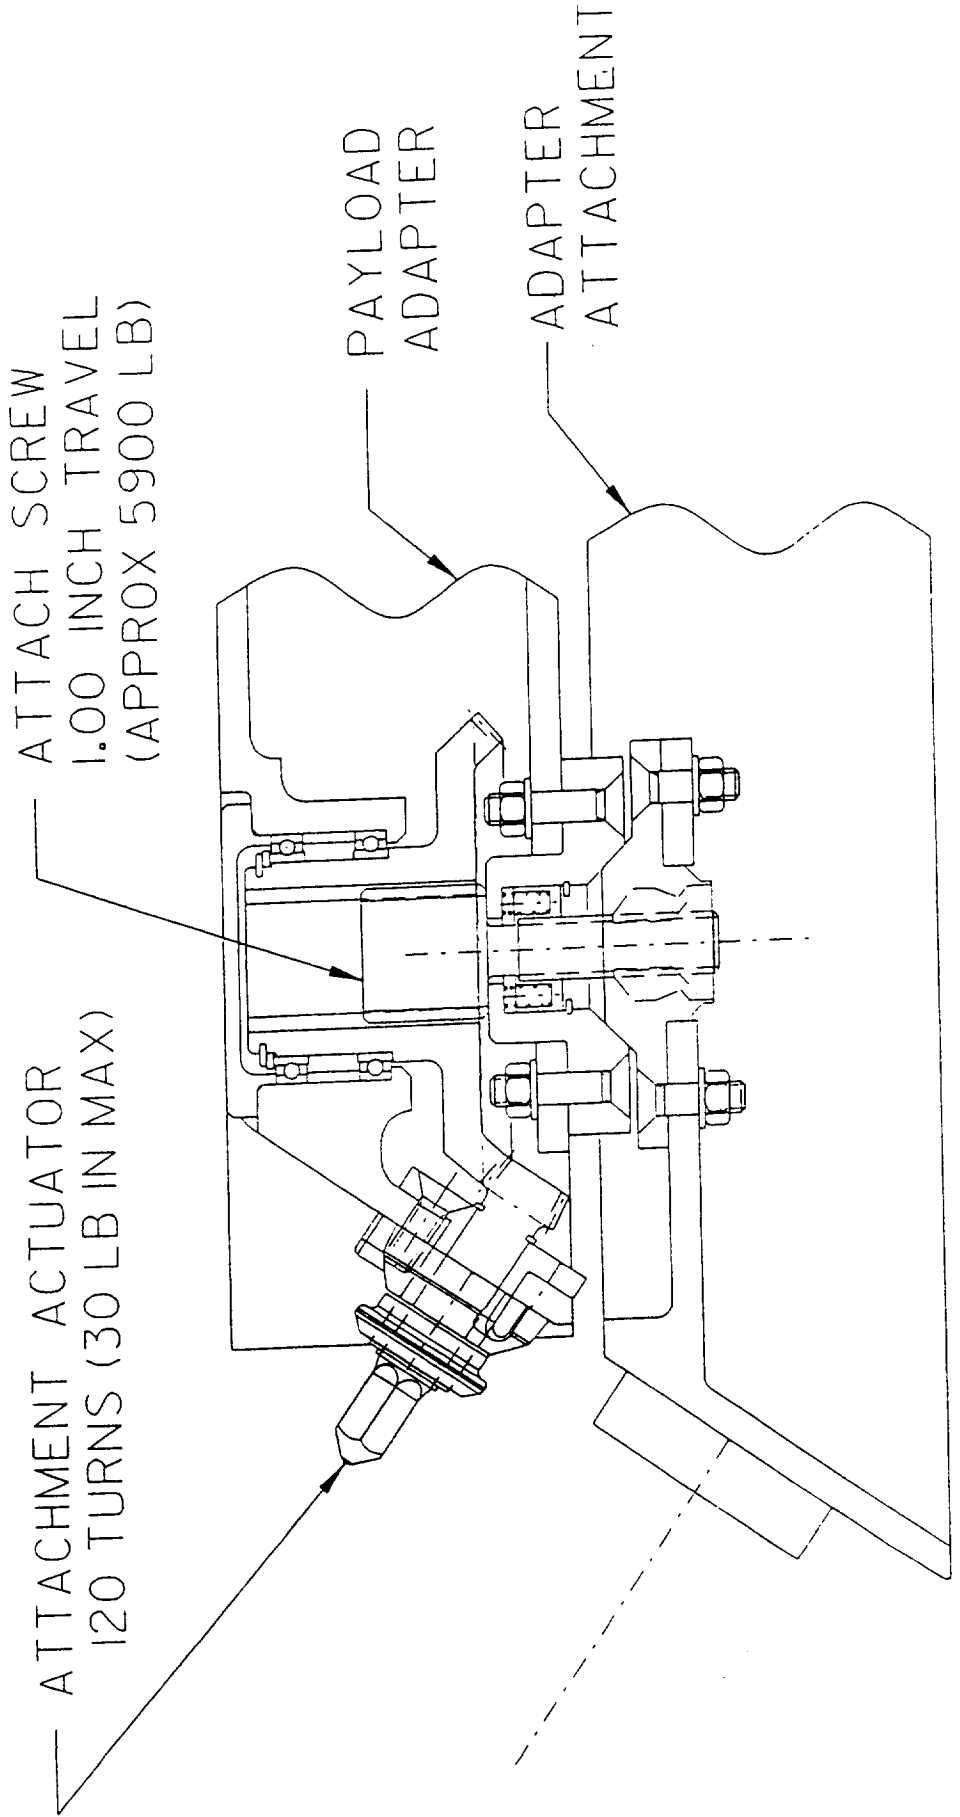 ATTACHMENT ACTUATOR
120 TURNS (30 LB IN MAX)
ATTACH SCREW
1.00 INCH TRAVEL
(APPROX 5900 LB)
PAYLOAD
ADAPTER
ADAPTER
ATTACHMENT